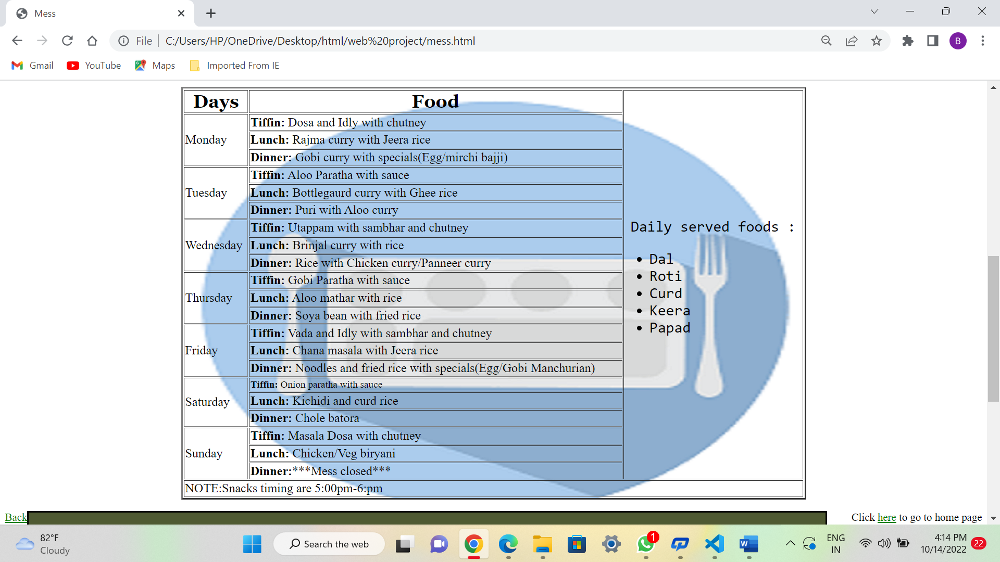 Mess
File
C:/Users/HP/OneDrive/Desktop/html/web%20project/mess.html
B
Gmail
YouTube
Maps
Imported From IE
Days
Food
Monday
Tiffin: Dosa and Idly with chutney
Lunch: Rajma curry with Jeera rice
Dinner: Gobi curry with specials(Egg/mirchi bajji)
Tuesday
Tiffin: Aloo Paratha with sauce
Lunch: Bottlegaurd curry with Ghee rice
Dinner: Puri with Aloo curry
Wednesday
Tiffin: Utappam with sambhar and chutney
Lunch: Brinjal curry with rice
Dinner: Rice with Chicken curry/Panneer curry
Thursday
Tiffin: Gobi Paratha with sauce
Lunch: Aloo mathar with rice
Dinner: Soya bean with fried rice
Friday
Tiffin: Vada and Idly with sambhar and chutney
Lunch: Chana masala with Jeera rice
Dinner: Noodles and fried rice with specials(Egg/Gobi Manchurian)
Saturday
Tiffin: Onion paratha with sauce
Lunch: Kichidi and curd rice
Dinner: Chole batora
Sunday
Tiffin: Masala Dosa with chutney
Lunch: Chicken/Veg biryani
Dinner:***Mess closed***
Daily served foods :
Dal
Roti
Curd
Keera
Papad
NOTE:Snacks timing are 5:00pm-6:pm
Back
Click here to go to home page
82°F
Cloudy
Search the web
1
W
ENG
IN
4:14 PM
10/14/2022
22